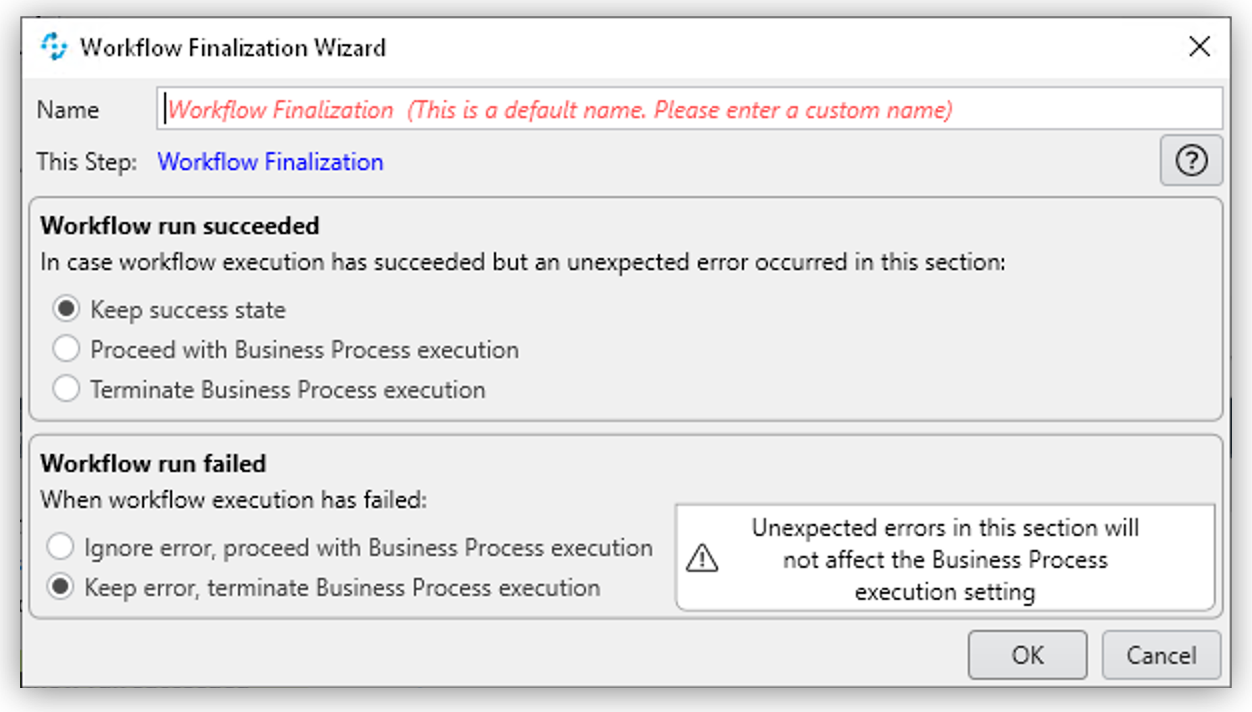 Workflow Finalization Wizard
Name
Workflow Finalization (This is a default name. Please enter a custom name)
This Step: Workflow Finalization
?
Workflow run succeeded
In case workflow execution has succeeded but an unexpected error occurred in this section:
Keep success state
Proceed with Business Process execution
Terminate Business Process execution
Workflow run failed
When workflow execution has failed:
Ignore error, proceed with Business Process execution
Keep error, terminate Business Process execution
Unexpected errors in this section will
not affect the Business Process
execution setting
OK
Cancel